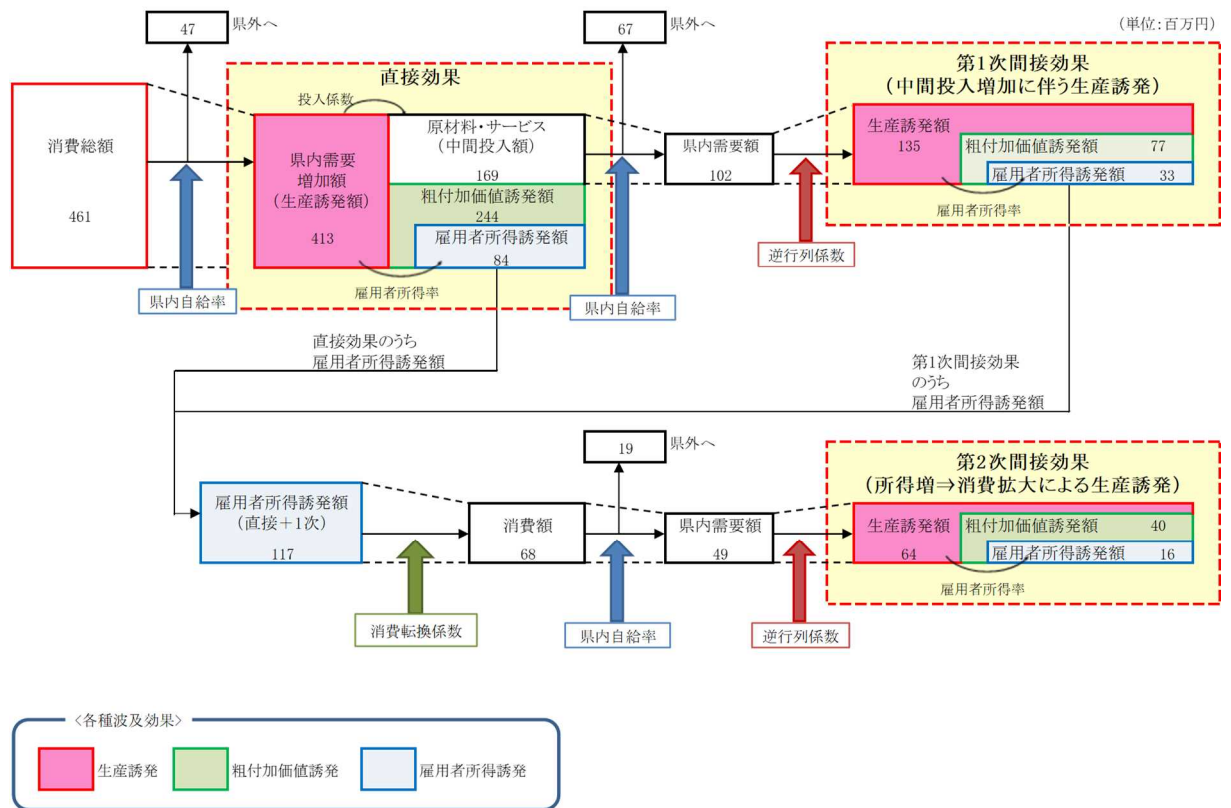 47
県外へ
67
県外へ
(単位:百万円)
直接効果
第1次間接効果
(中間投入増加に伴う生産誘発)
投入係数
消費総額
461
県内需要
増加額
(生産誘発額)
413
原材料・サービス
(中間投入額)
169
粗付加価値誘発額
244
雇用者所得誘発額
84
雇用者所得率
県内需要額
102
生産誘発額
135
粗付加価値誘発額 77
雇用者所得誘発額 33
雇用者所得率
県内自給率
県内自給率
逆行列係数
直接効果のうち
雇用者所得誘発額
第1次間接効果
のうち
雇用者所得誘発額
19
県外へ
第2次間接効果
(所得増⇒消費拡大による生産誘発)
雇用者所得誘発額
(直接+1次)
117
消費額
68
県内需要額
49
生産誘発額
64
粗付加価値誘発額 40
雇用者所得誘発額 16
雇用者所得率
消費転換係数
県内自給率
逆行列係数
<各種波及効果>
生産誘発
粗付加価値誘発
雇用者所得誘発